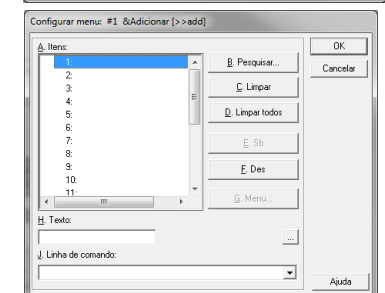 Configurar menu: #1 &Adicionar [>>add]
A. Itens:
1:
2:
3:
4:
5:
6:
7:
8:
9:
10:
11:
B. Pesquisar...
C. Limpar
D. Limpar todos
E. Sb
F. Des
G. Menu...
OK
Cancelar
H. Texto:
...
J. Linha de comando:
Ajuda